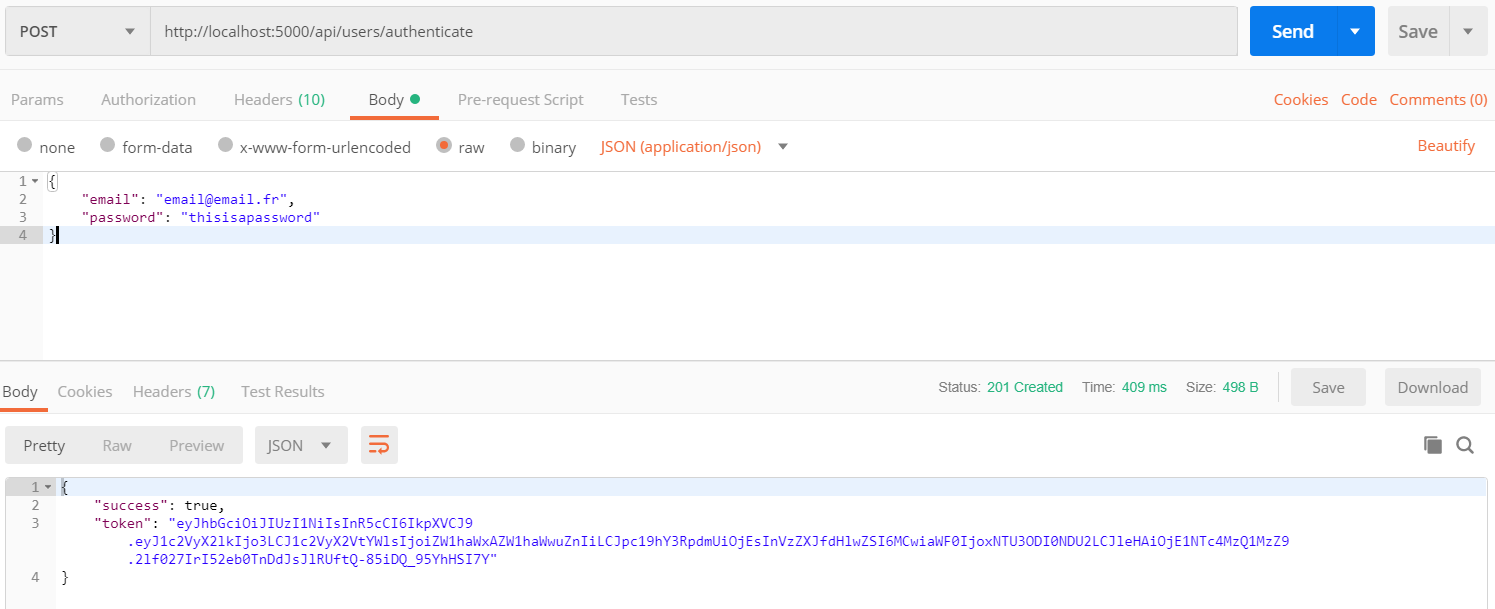 POST http://localhost:5000/api/users/authenticate Send Save
Params Authorization Headers (10) Body Pre-request Script Tests Cookies Code Comments (0)
none form-data x-www-form-urlencoded raw binary JSON (application/json) Beautify
1 {
2 "email": "email@email.fr",
3 "password": "thisisapassword"
4 }
Body Cookies Headers (7) Test Results Status: 201 Created Time: 409 ms Size: 498 B Save Download
Pretty Raw Preview JSON
1 {
2 "success": true,
3 "token": "eyJhbGciOiJIUzI1NiIsInR5cCI6IkpXVCJ9
.eyJ1c2VyX2lkIjo3LCJ1c2VyX2VtYWlsIjoiZW1haWxAZW1haWwuZnIiLCJpc19hY3RpdmUiOjEsInVzZXJfdHlwZSI6MCwiaWF0IjoxNTU3ODI0NDU2LCJleHAiOjE1NTc4MzQ1MzZ9
.2lf027IrI52eb0TnDdJsJlRUftQ-85iDQ_95YhHSI7Y"
4 }